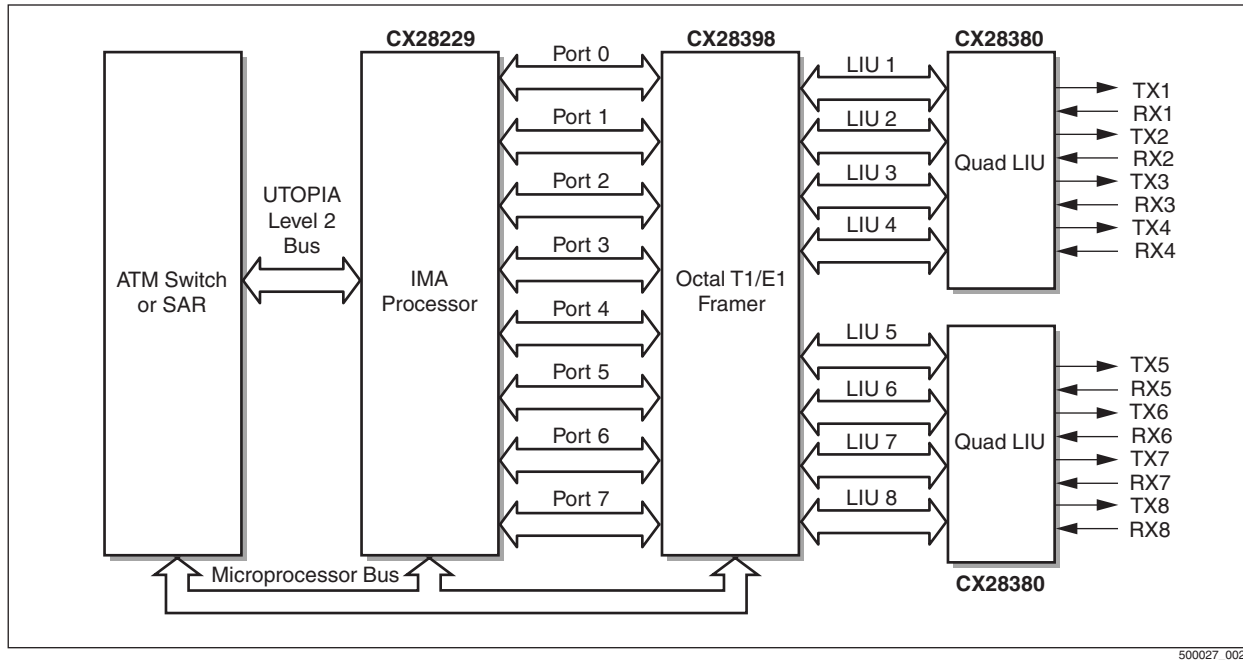 CX28229
CX28398
CX28380
Port 0
Port 1
Port 2
Port 3
Port 4
Port 5
Port 6
Port 7
LIU 1
LIU 2
LIU 3
LIU 4
LIU 5
LIU 6
LIU 7
LIU 8
UTOPIA
Level 2
Bus
ATM Switch
or SAR
IMA
Processor
Octal T1/E1
Framer
Quad LIU
TX1
RX1
TX2
RX2
TX3
RX3
TX4
RX4
Quad LIU
TX5
RX5
TX6
RX6
TX7
RX7
TX8
RX8
Microprocessor Bus
CX28380
500027_002